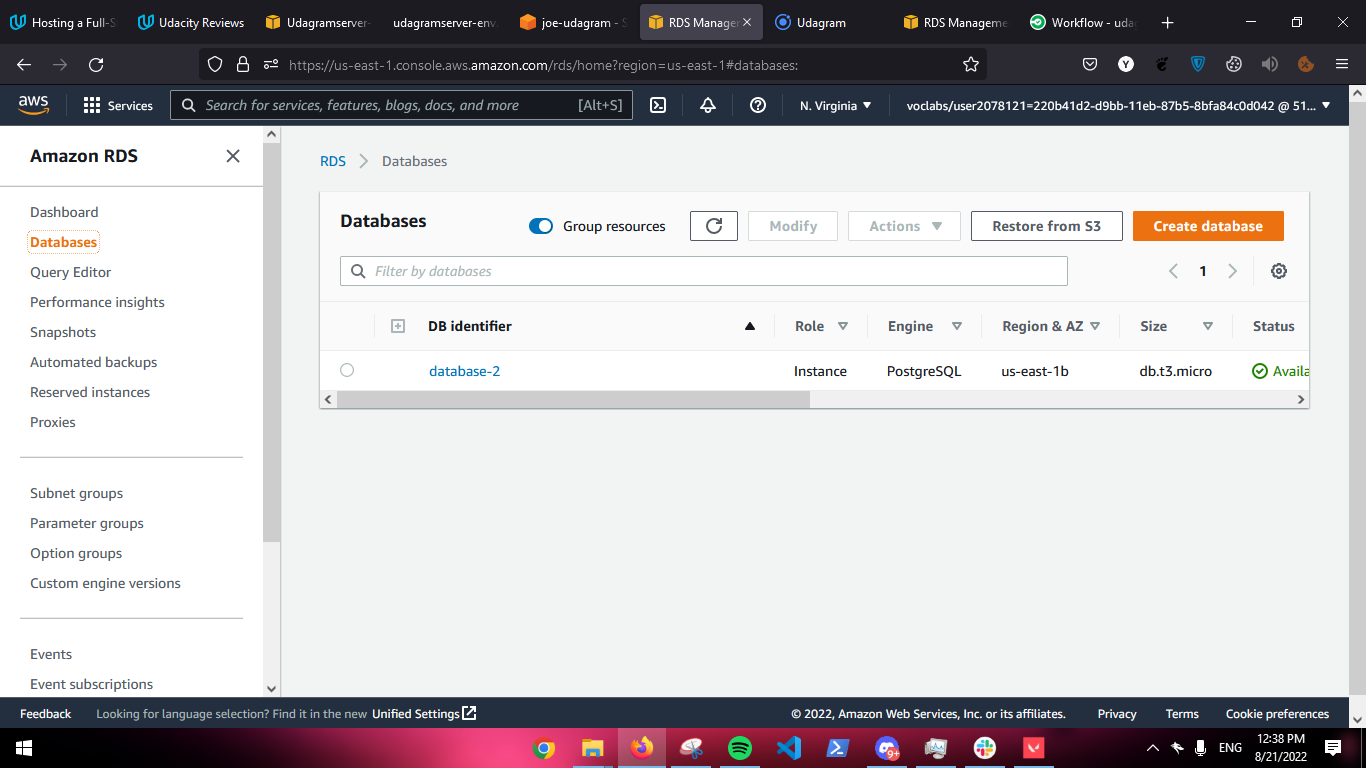 Hosting a Full-S
Udacity Reviews
Udagramserver-
udagramserver-env.
joe-udagram - S
RDS Manager
Udagram
RDS Manageme
Workflow - udag
https://us-east-1.console.aws.amazon.com/rds/home?region=us-east-1#databases:
aws
Services
Search for services, features, blogs, docs, and more
[Alt+S]
N. Virginia
voclabs/user2078121=220b41d2-d9bb-11eb-87b5-8bfa84c0d042 @ 51...
Amazon RDS
Dashboard
Databases
Query Editor
Performance insights
Snapshots
Automated backups
Reserved instances
Proxies
Subnet groups
Parameter groups
Option groups
Custom engine versions
Events
Event subscriptions
RDS
Databases
Databases
Group resources
Modify
Actions
Restore from S3
Create database
Filter by databases
1
DB identifier
Role
Engine
Region & AZ
Size
Status
database-2
Instance
PostgreSQL
us-east-1b
db.t3.micro
Availa
Feedback
Looking for language selection? Find it in the new Unified Settings
© 2022, Amazon Web Services, Inc. or its affiliates.
Privacy
Terms
Cookie preferences
9+
ENG
12:38 PM
8/21/2022